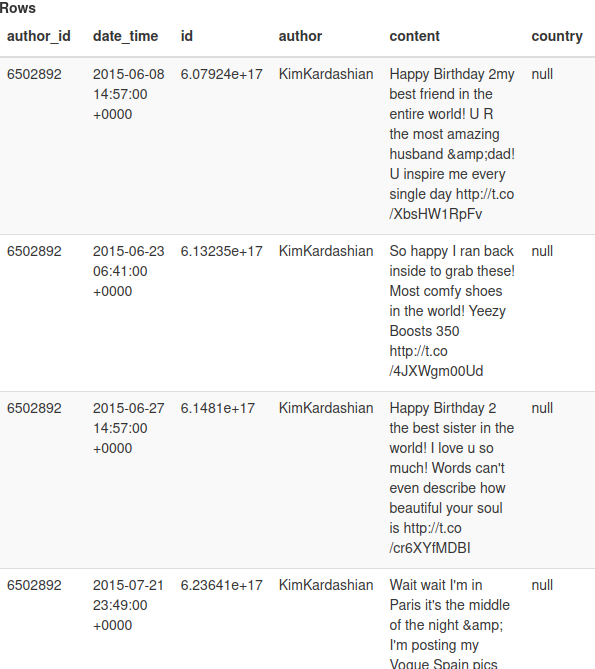 Rows
author_id date_time id author content country
6502892 2015-06-08 6.07924e+17 KimKardashian Happy Birthday 2my null
14:57:00 best friend in the
+0000 entire world! U R
the most amazing
husband &amp;dad!
U inspire me every
single day http://t.co
/XbsHW1RpFv
6502892 2015-06-23 6.13235e+17 KimKardashian So happy I ran back null
06:41:00 inside to grab these!
+0000 Most comfy shoes
in the world! Yeezy
Boosts 350
http://t.co
/4JXWgm00Ud
6502892 2015-06-27 6.1481e+17 KimKardashian Happy Birthday 2 null
14:57:00 the best sister in the
+0000 world! I love u so
much! Words can't
even describe how
beautiful your soul
is http://t.co
/cr6XYfMDBI
6502892 2015-07-21 6.23641e+17 KimKardashian Wait wait I'm in null
23:49:00 Paris it's the middle
+0000 of the night &amp;
I'm posting my
Vogue Spain pics